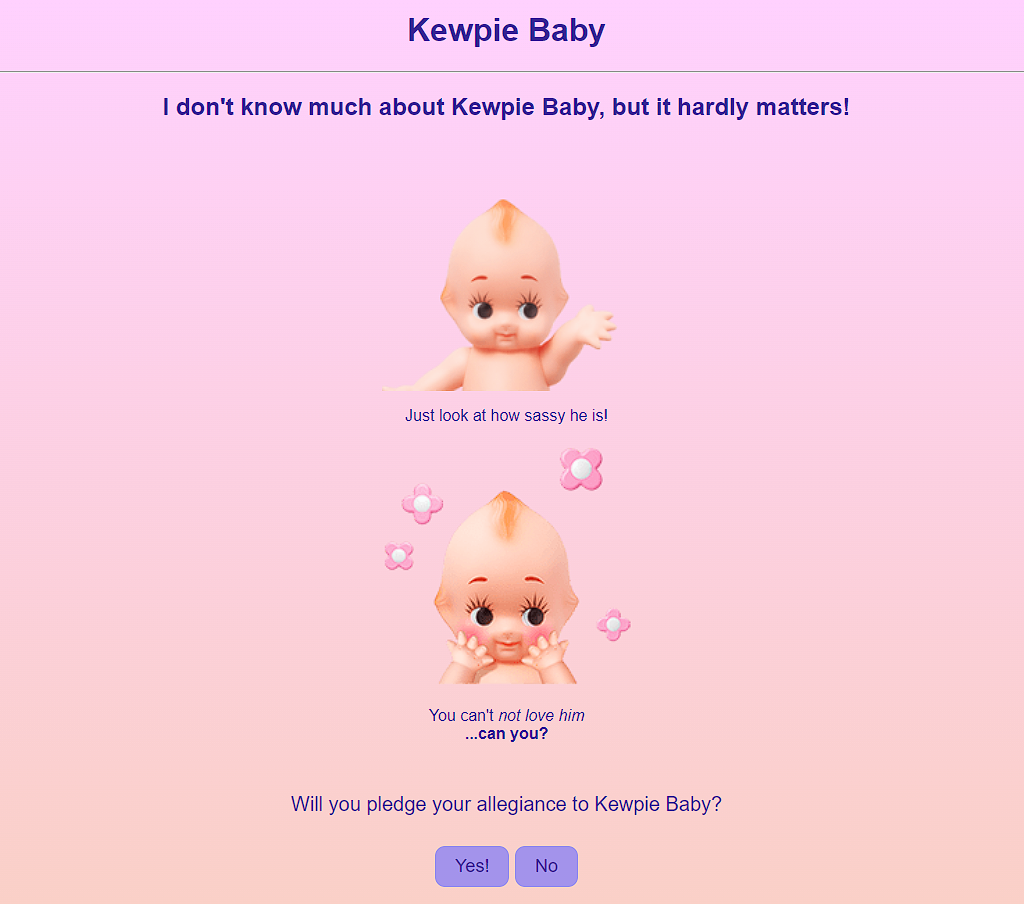 Kewpie Baby
I don't know much about Kewpie Baby, but it hardly matters!
Just look at how sassy he is!
You can't not love him
...can you?
Will you pledge your allegiance to Kewpie Baby?
Yes!
No